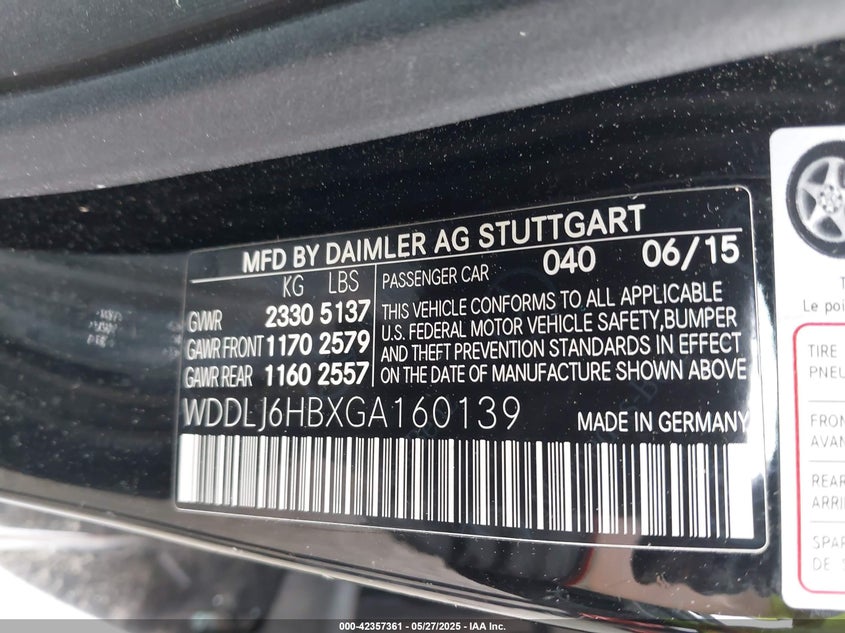 MFD BY DAIMLER AG STUTTGART
KG LBS
GVWR 2330 5137
GAWR FRONT 1170 2579
GAWR REAR 1160 2557
PASSENGER CAR 040 06/15
THIS VEHICLE CONFORMS TO ALL APPLICABLE
U.S. FEDERAL MOTOR VEHICLE SAFETY,BUMPER
AND THEFT PREVENTION STANDARDS IN EFFECT
ON THE DATE OF MANUFACTURE SHOWN ABOVE
WDDLJ6HBXGA160139 MADE IN GERMANY
Le
TIRE
REAR
DE
000-42357361 - 05/27/2025 - IAA Inc.